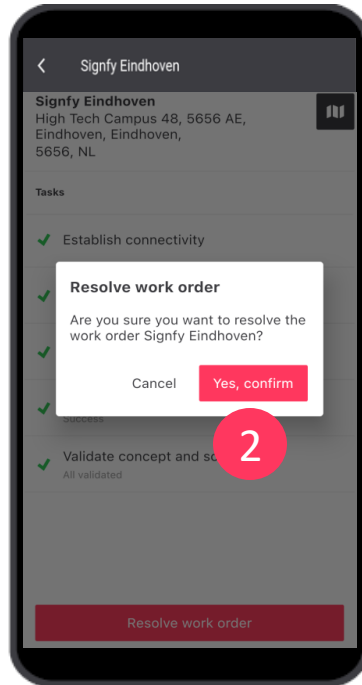 Signfy Eindhoven
Signfy Eindhoven
High Tech Campus 48, 5656 AE,
Eindhoven, Eindhoven,
5656, NL
Tasks
Establish connectivity
Resolve work order
Are you sure you want to resolve the
work order Signfy Eindhoven?
Cancel
Yes, confirm
Success
2
Validate concept and
All validated
Resolve work order